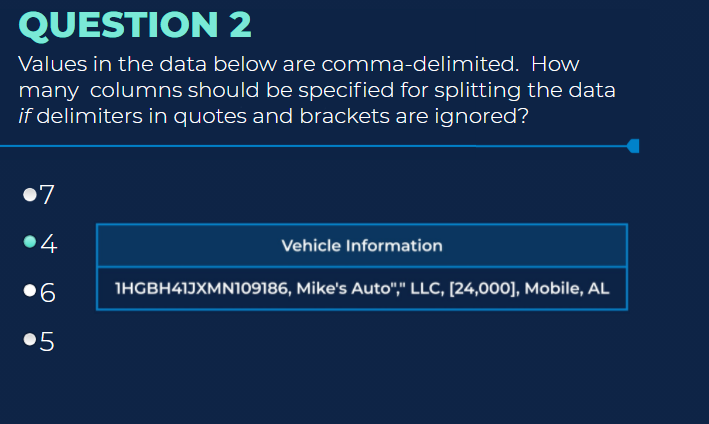 QUESTION 2
Values in the data below are comma-delimited.  How
many  columns should be specified for splitting the data
if delimiters in quotes and brackets are ignored?
7
4
Vehicle Information
6
1HGBH41JXMN109186, Mike's Auto"," LLC, [24,000], Mobile, AL
5